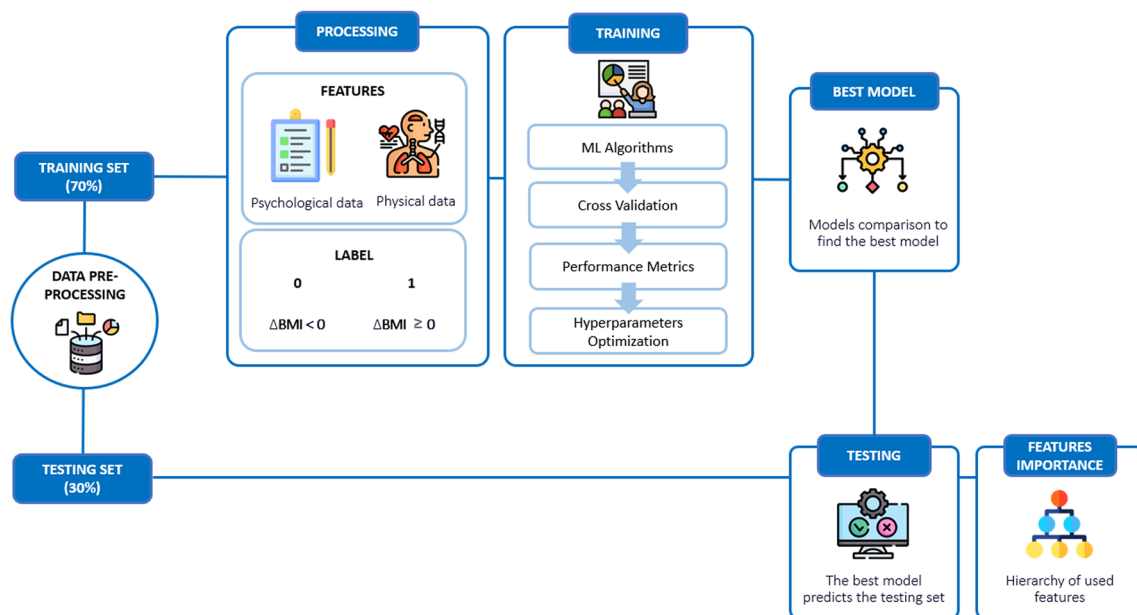 PROCESSING
TRAINING
FEATURES
Psychological data
Physical data
LABEL
0
1
ΔBMI < 0
ΔBMI ≥ 0
ML Algorithms
Cross Validation
Performance Metrics
Hyperparameters
Optimization
BEST MODEL
Models comparison to
find the best model
TRAINING SET
(70%)
DATA PRE-
PROCESSING
TESTING SET
(30%)
TESTING
The best model
predicts the testing set
FEATURES
IMPORTANCE
Hierarchy of used
features